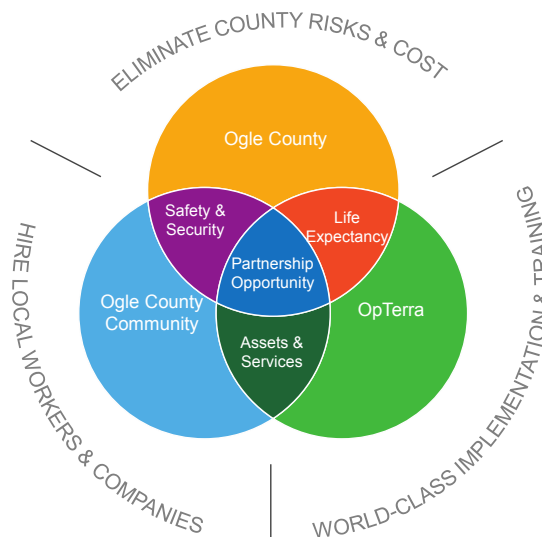 ELIMINATE COUNTY RISKS & COST
Ogle County
Safety &
Security
Life
Expectancy
Partnership
Opportunity
Ogle County
Community
OpTerra
Assets &
Services
HIRE LOCAL WORKERS & COMPANIES
WORLD-CLASS IMPLEMENTATION & TRAINING